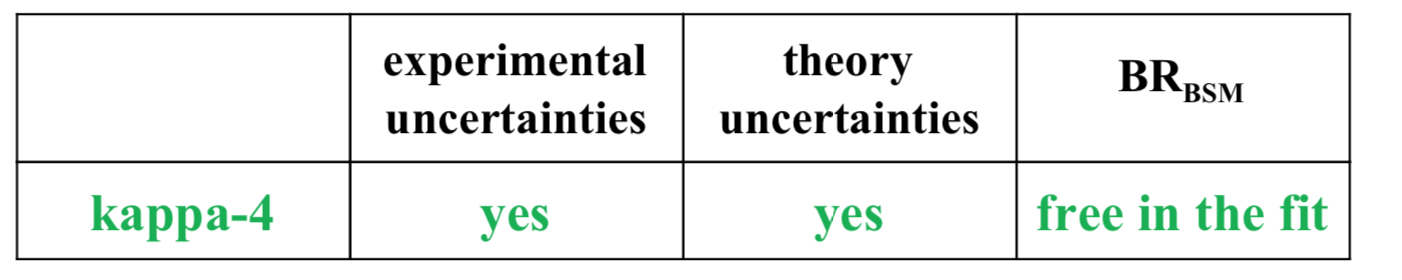 experimental uncertainties
theory uncertainties
BR_BSM
kappa-4
yes
yes
free in the fit